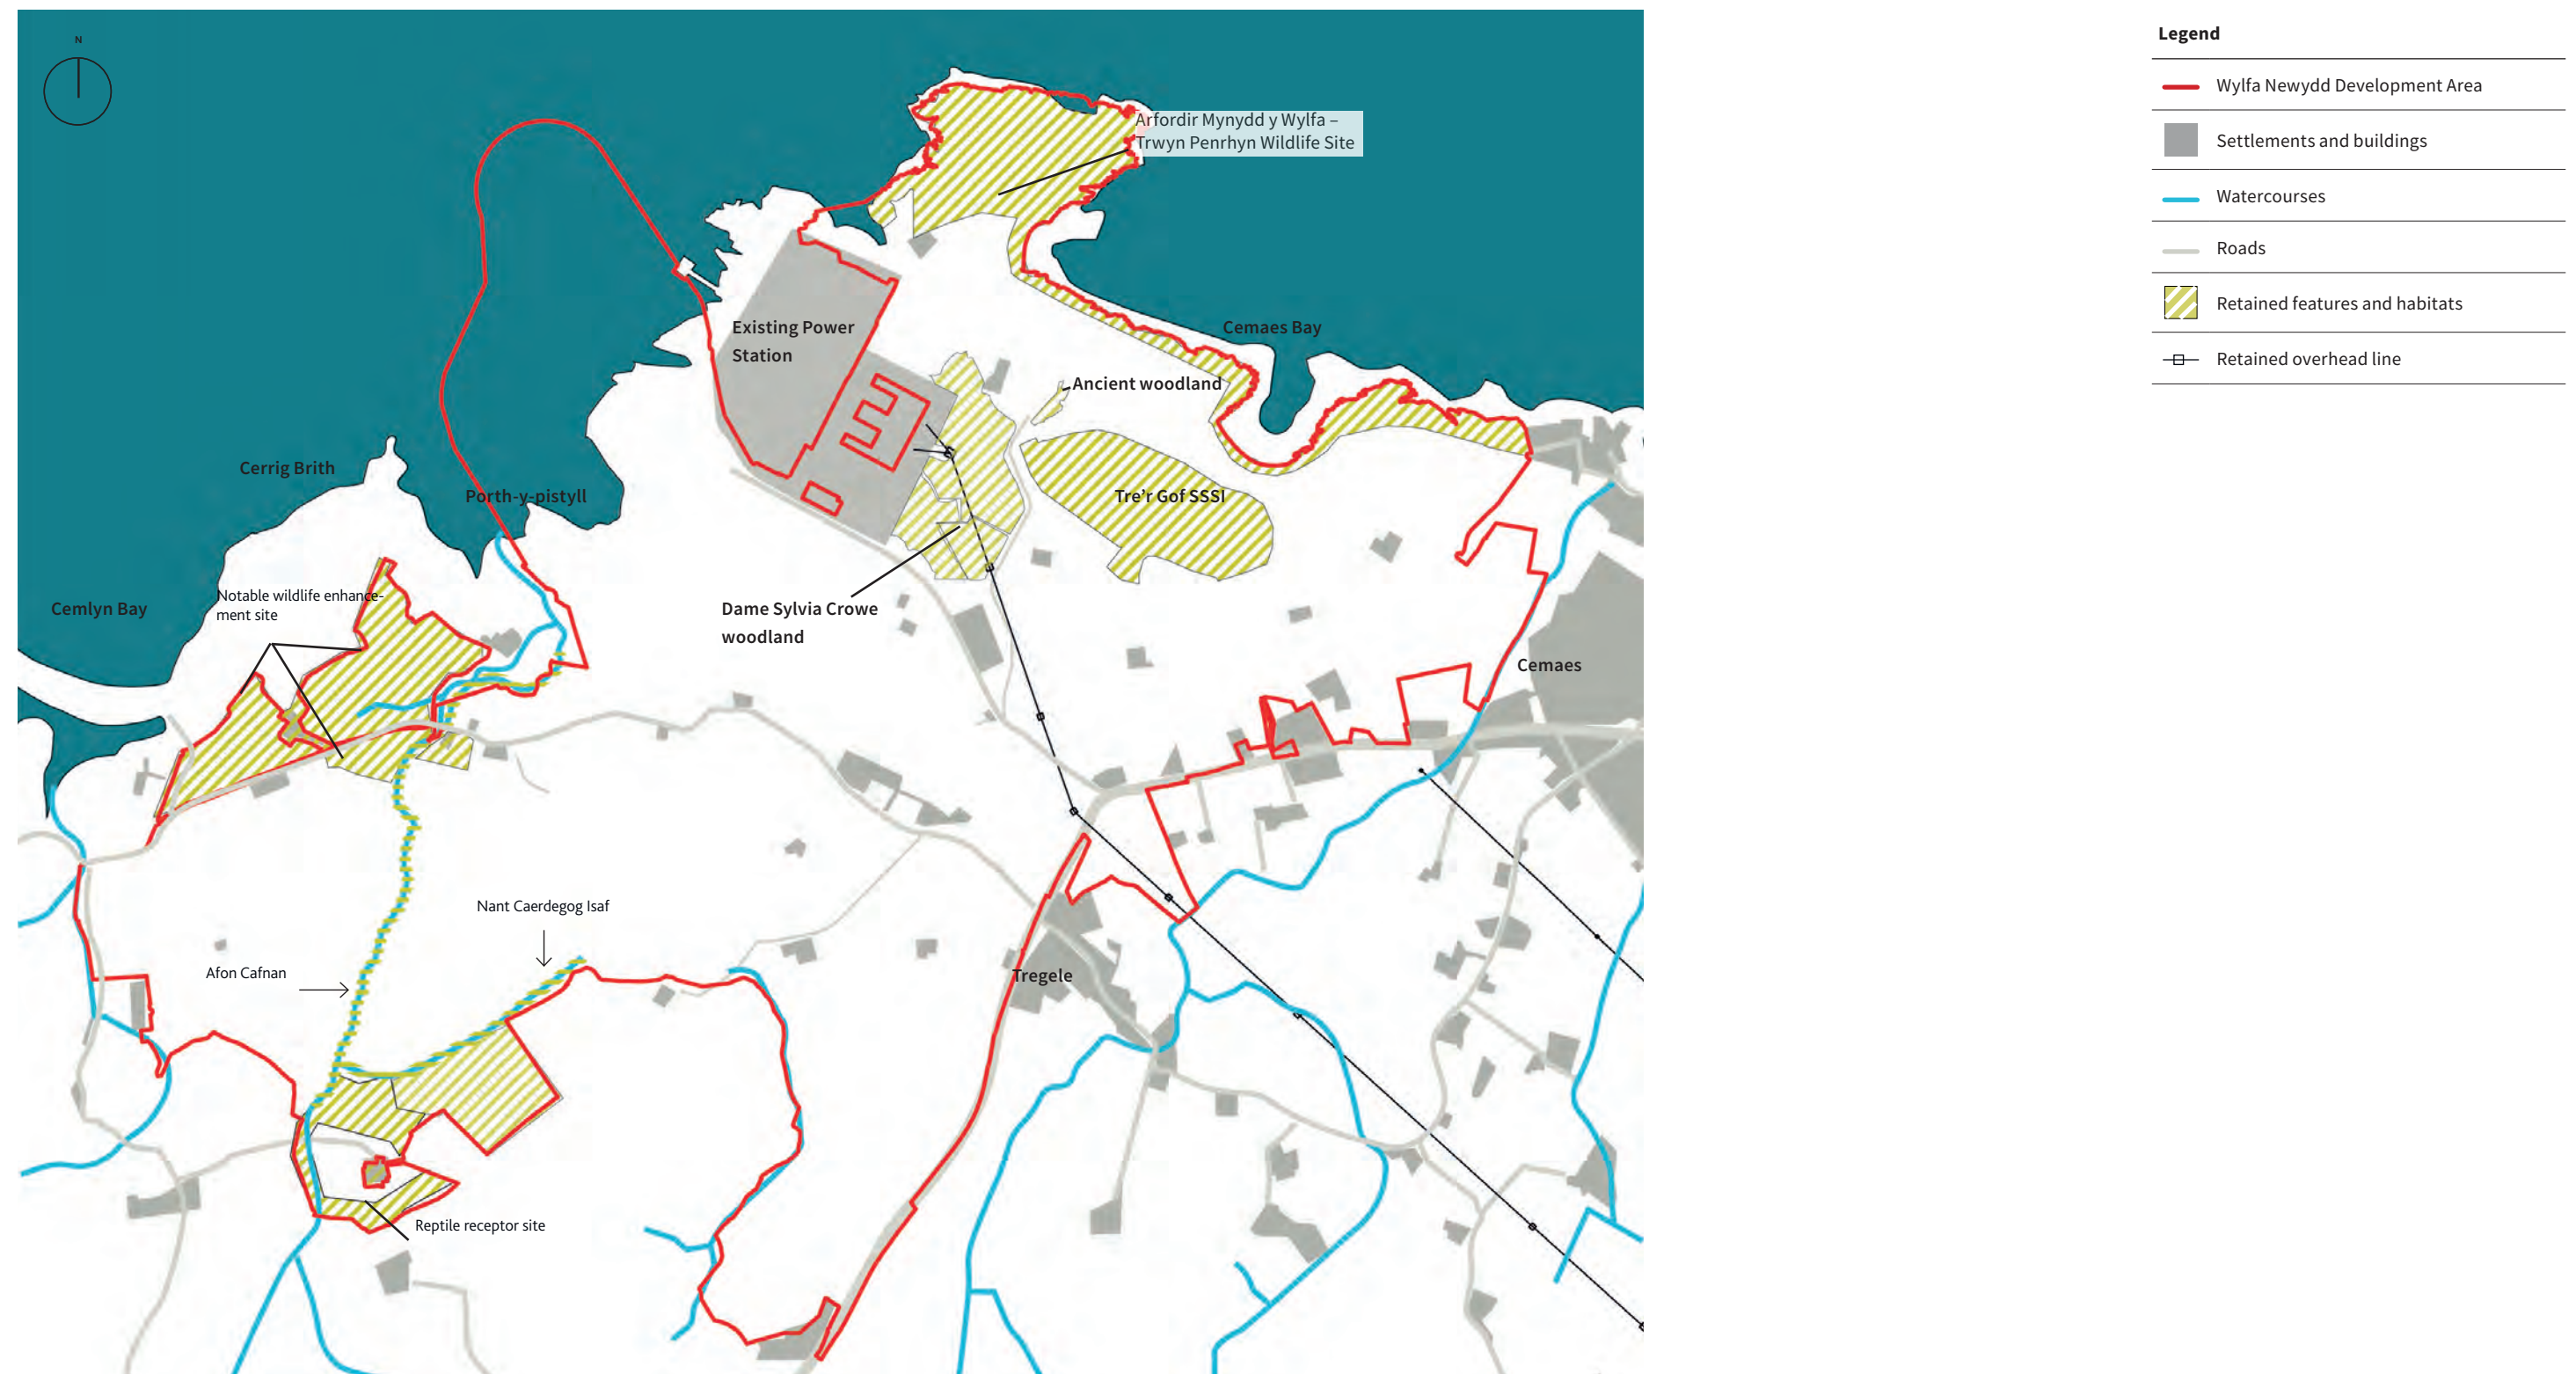 N
Arfordir Mynydd y Wylfa –
Trwyn Penrhyn Wildlife Site
Existing Power
Station
Cemaes Bay
Ancient woodland
Cerrig Brith
Porth-y-pistyll
Tre'r Gof SSSI
Notable wildlife enhance-
ment site
Cemlyn Bay
Dame Sylvia Crowe
woodland
Cemaes
Nant Caerdegog Isaf
Afon Cafnan
Tregele
Reptile receptor site
Legend
Wylfa Newydd Development Area
Settlements and buildings
Watercourses
Roads
Retained features and habitats
Retained overhead line